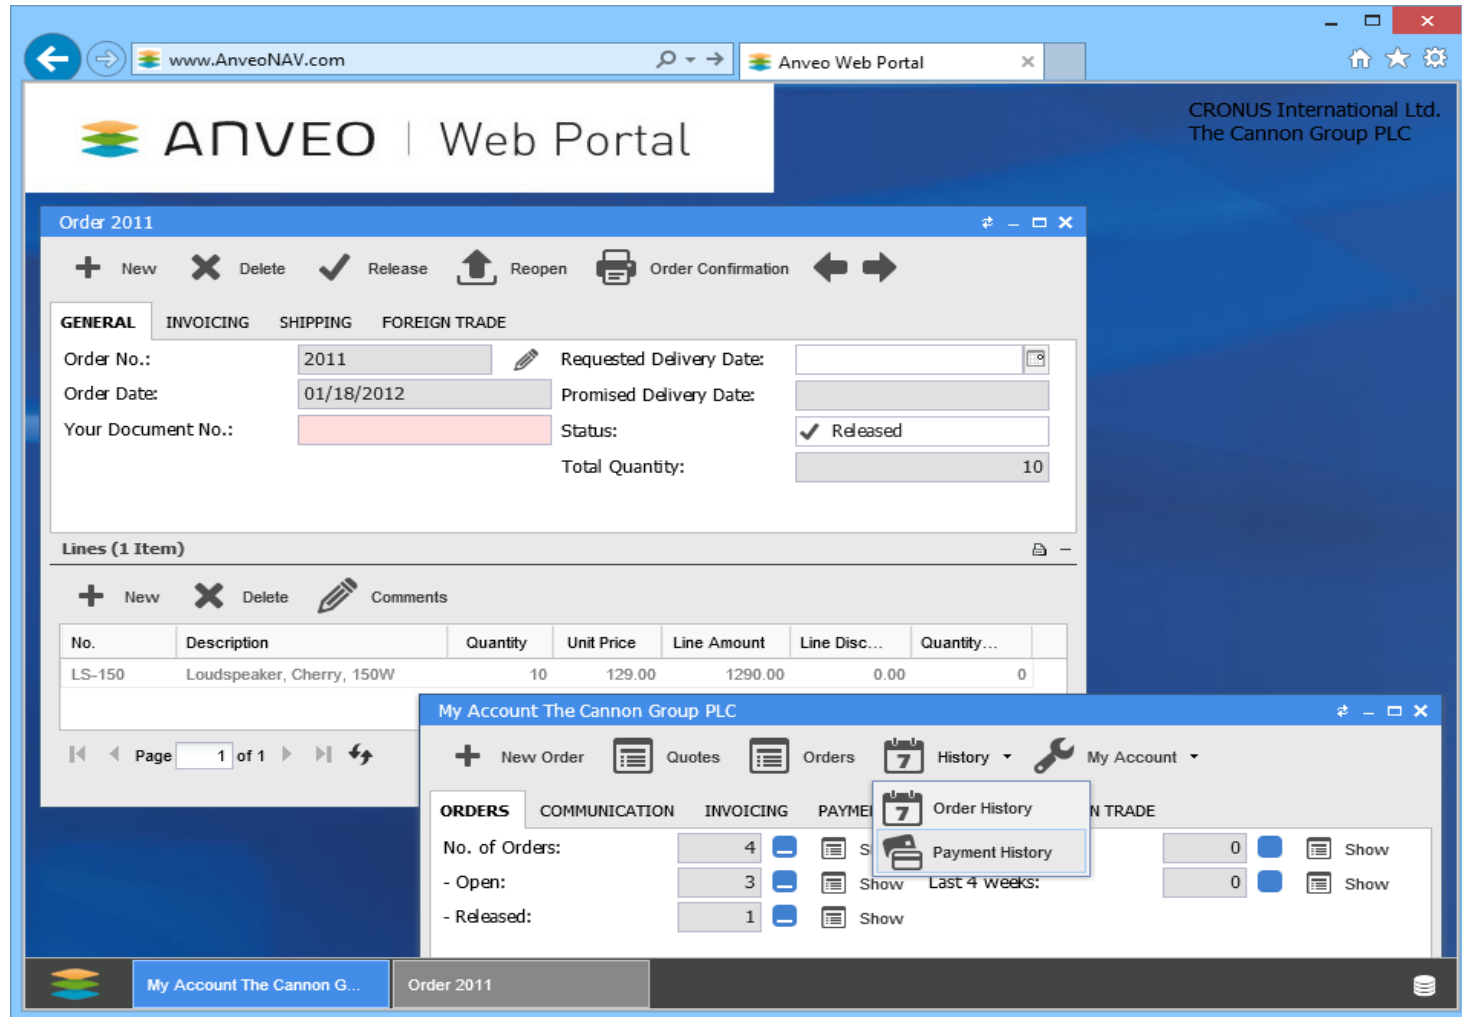 www.AnveoNAV.com
Anveo Web Portal
ANVEO | Web Portal
CRONUS International Ltd.
The Cannon Group PLC
Order 2011
New Delete Release Reopen Order Confirmation
GENERAL INVOICING SHIPPING FOREIGN TRADE
Order No.: 2011 Requested Delivery Date:
Order Date: 01/18/2012 Promised Delivery Date:
Your Document No.: Status: Released
Total Quantity: 10
Lines (1 Item)
New Delete Comments
No. Description Quantity Unit Price Line Amount Line Disc... Quantity...
LS-150 Loudspeaker, Cherry, 150W 10 129.00 1290.00 0.00 0
Page 1 of 1
My Account The Cannon Group PLC
New Order Quotes Orders 7 History My Account
ORDERS COMMUNICATION INVOICING PAYME N TRADE
7 Order History
Payment History
No. of Orders: 4 S 0 Show
- Open: 3 Show Last 4 weeks: 0 Show
- Released: 1 Show
My Account The Cannon G... Order 2011